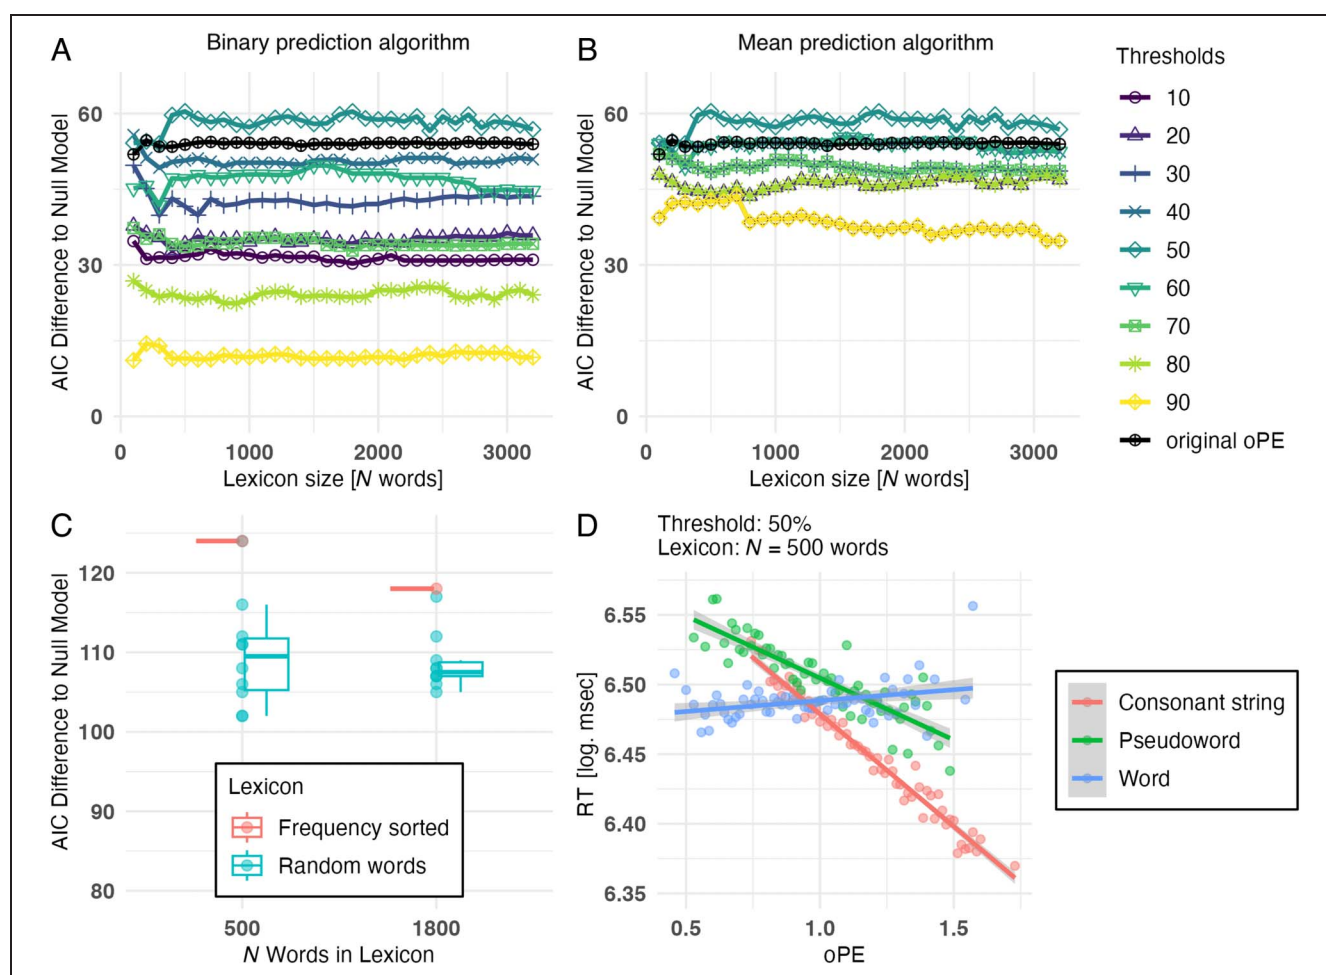 A
Binary prediction algorithm
AIC Difference to Null Model
60
30
0
0
1000
2000
3000
Lexicon size [N words]
B
Mean prediction algorithm
AIC Difference to Null Model
60
30
0
0
1000
2000
3000
Lexicon size [N words]
Thresholds
10
20
30
40
50
60
70
80
90
original oPE
C
AIC Difference to Null Model
120
110
100
90
80
Lexicon
Frequency sorted
Random words
500
1800
N Words in Lexicon
D
Threshold: 50%
Lexicon: N = 500 words
RT [log. msec]
6.55
6.50
6.45
6.40
6.35
0.5
1.0
1.5
oPE
Consonant string
Pseudoword
Word